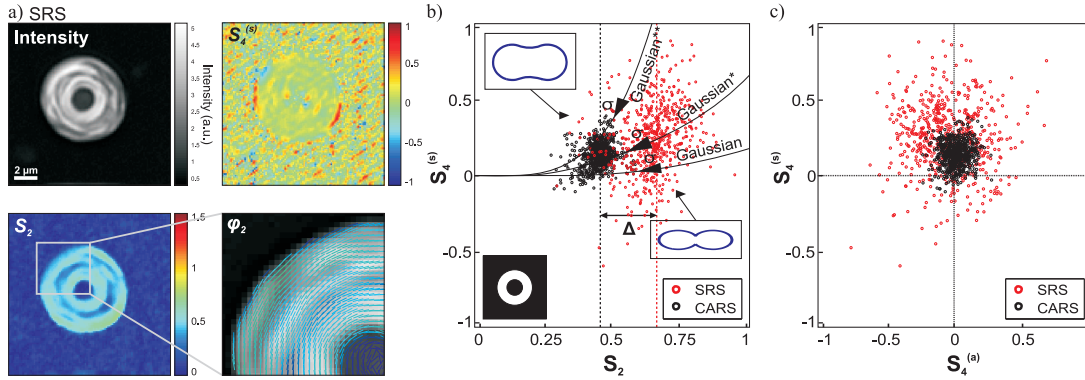 a) SRS
Intensity
2 μm
5
4.5
4
3.5
3
2.5
2
1.5
1
0.5
Intensity (a.u.)
S₄⁽ˢ⁾
1
0.5
0
-0.5
-1
S₂
1.5
1
0.5
0
φ₂
b)
1
0.5
0
-0.5
-1
S₄⁽ˢ⁾
Gaussian**
Gaussian*
Gaussian
σ
σ
σ
Δ
SRS
CARS
0
0.25
0.5
0.75
1
S₂
c)
1
0.5
0
-0.5
-1
S₄⁽ˢ⁾
SRS
CARS
-1
-0.5
0
0.5
S₄⁽ᵃ⁾